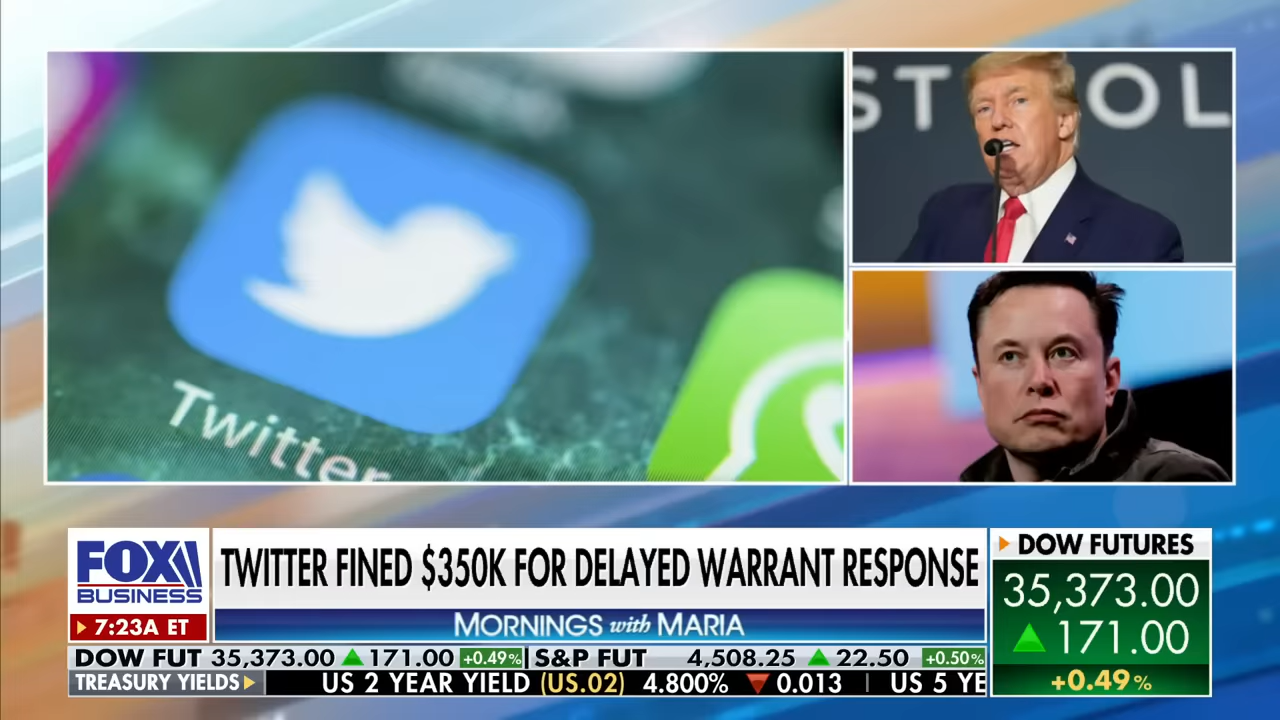 Twitter
ST OL
FOX
BUSINESS
7:23A ET
TWITTER FINED $350K FOR DELAYED WARRANT RESPONSE
MORNINGS with MARIA
DOW FUTURES
35,373.00
171.00
+0.49%
DOW FUT 35,373.00 171.00 +0.49% S&P FUT 4,508.25 22.50 +0.50%
TREASURY YIELDS US 2 YEAR YIELD (US.02) 4.800% 0.013 US 5 YE